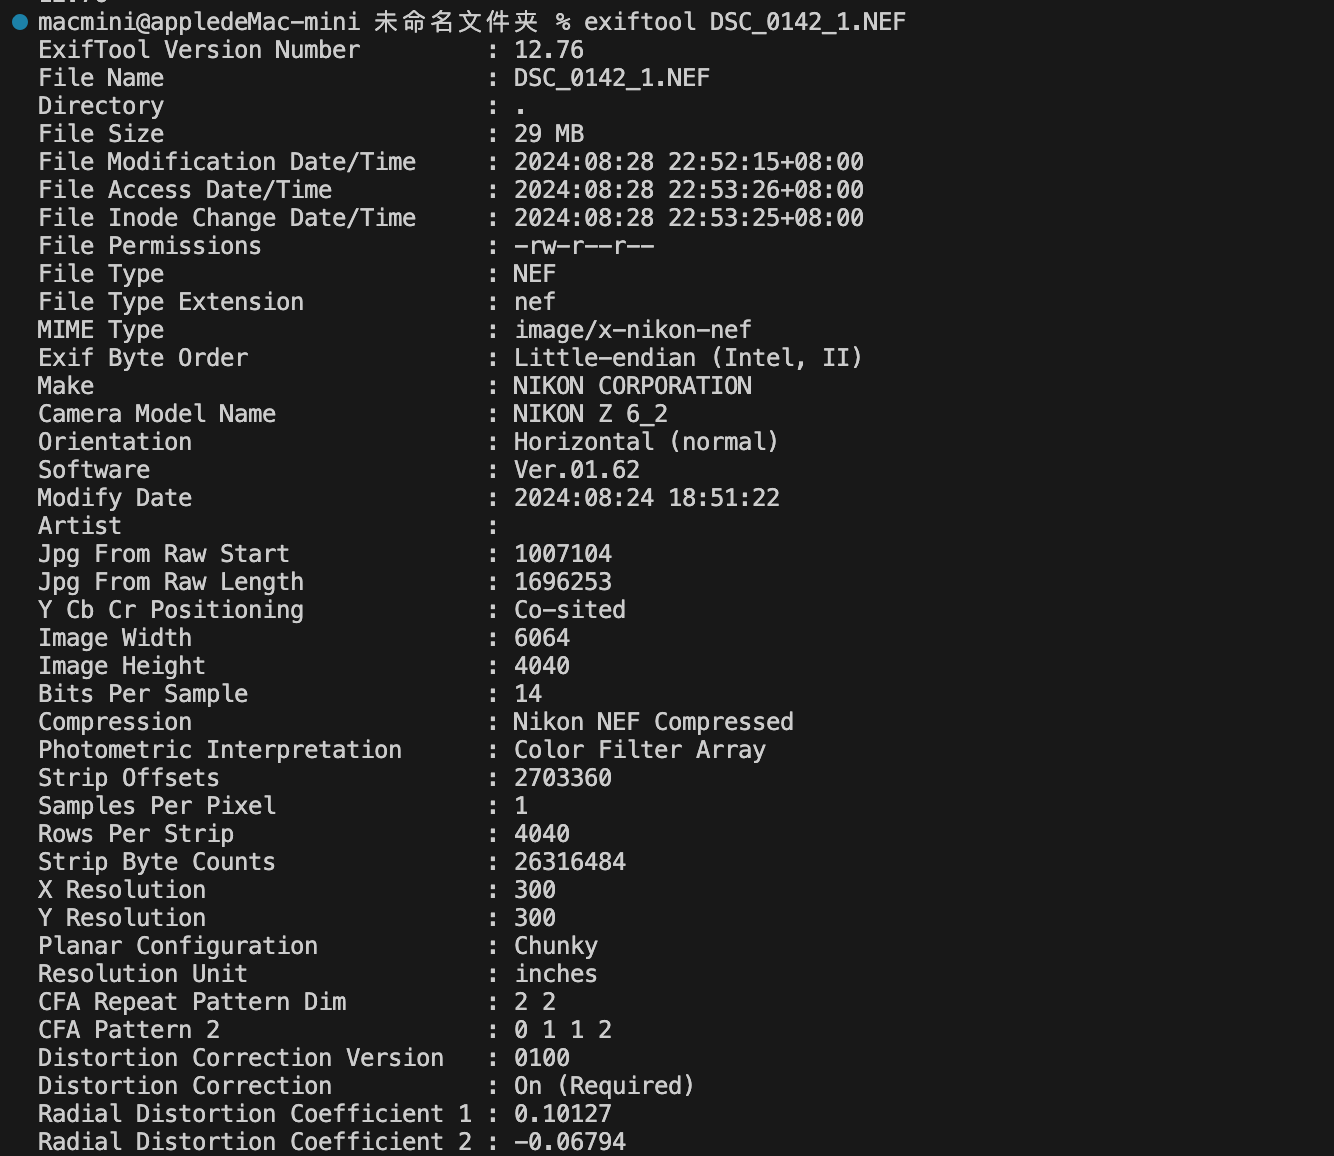 macmini@appledeMac-mini 未命名文件夹 % exiftool DSC_0142_1.NEF
ExifTool Version Number : 12.76
File Name : DSC_0142_1.NEF
Directory : .
File Size : 29 MB
File Modification Date/Time : 2024:08:28 22:52:15+08:00
File Access Date/Time : 2024:08:28 22:53:26+08:00
File Inode Change Date/Time : 2024:08:28 22:53:25+08:00
File Permissions : -rw-r--r--
File Type : NEF
File Type Extension : nef
MIME Type : image/x-nikon-nef
Exif Byte Order : Little-endian (Intel, II)
Make : NIKON CORPORATION
Camera Model Name : NIKON Z 6_2
Orientation : Horizontal (normal)
Software : Ver.01.62
Modify Date : 2024:08:24 18:51:22
Artist :
Jpg From Raw Start : 1007104
Jpg From Raw Length : 1696253
Y Cb Cr Positioning : Co-sited
Image Width : 6064
Image Height : 4040
Bits Per Sample : 14
Compression : Nikon NEF Compressed
Photometric Interpretation : Color Filter Array
Strip Offsets : 2703360
Samples Per Pixel : 1
Rows Per Strip : 4040
Strip Byte Counts : 26316484
X Resolution : 300
Y Resolution : 300
Planar Configuration : Chunky
Resolution Unit : inches
CFA Repeat Pattern Dim : 2 2
CFA Pattern 2 : 0 1 1 2
Distortion Correction Version : 0100
Distortion Correction : On (Required)
Radial Distortion Coefficient 1 : 0.10127
Radial Distortion Coefficient 2 : -0.06794